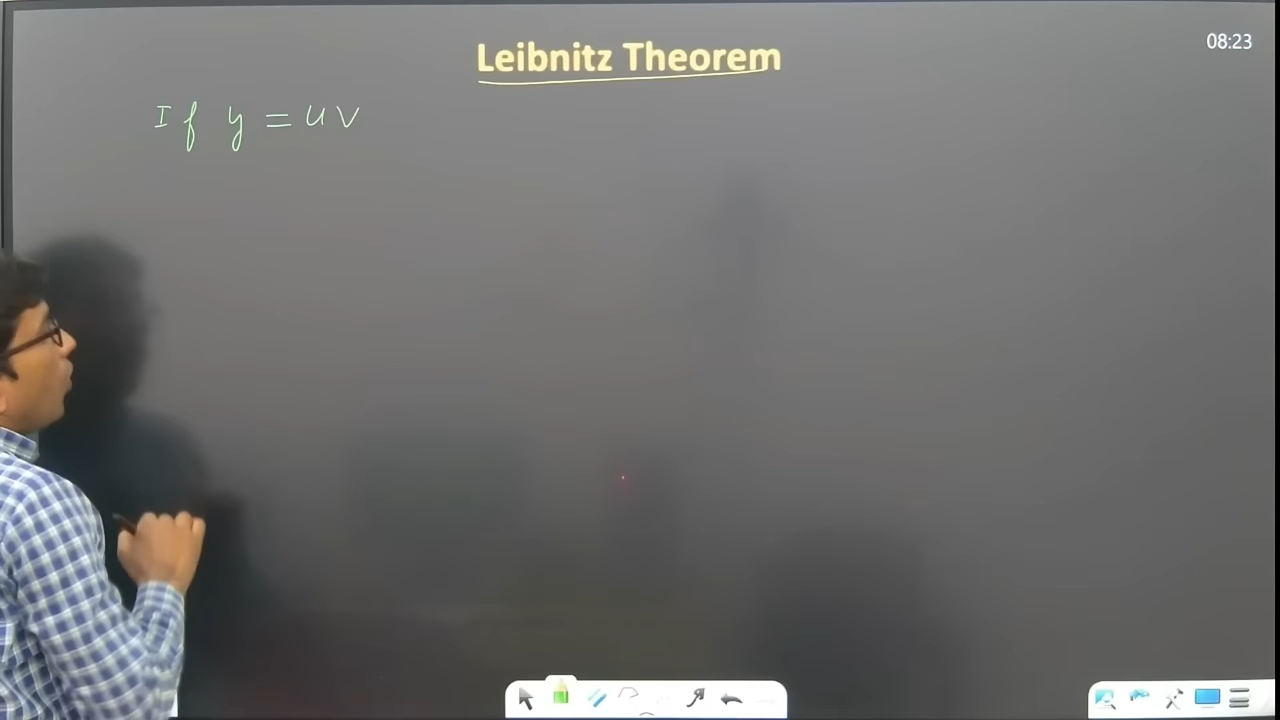 Leibnitz Theorem
08:23
If y = uv